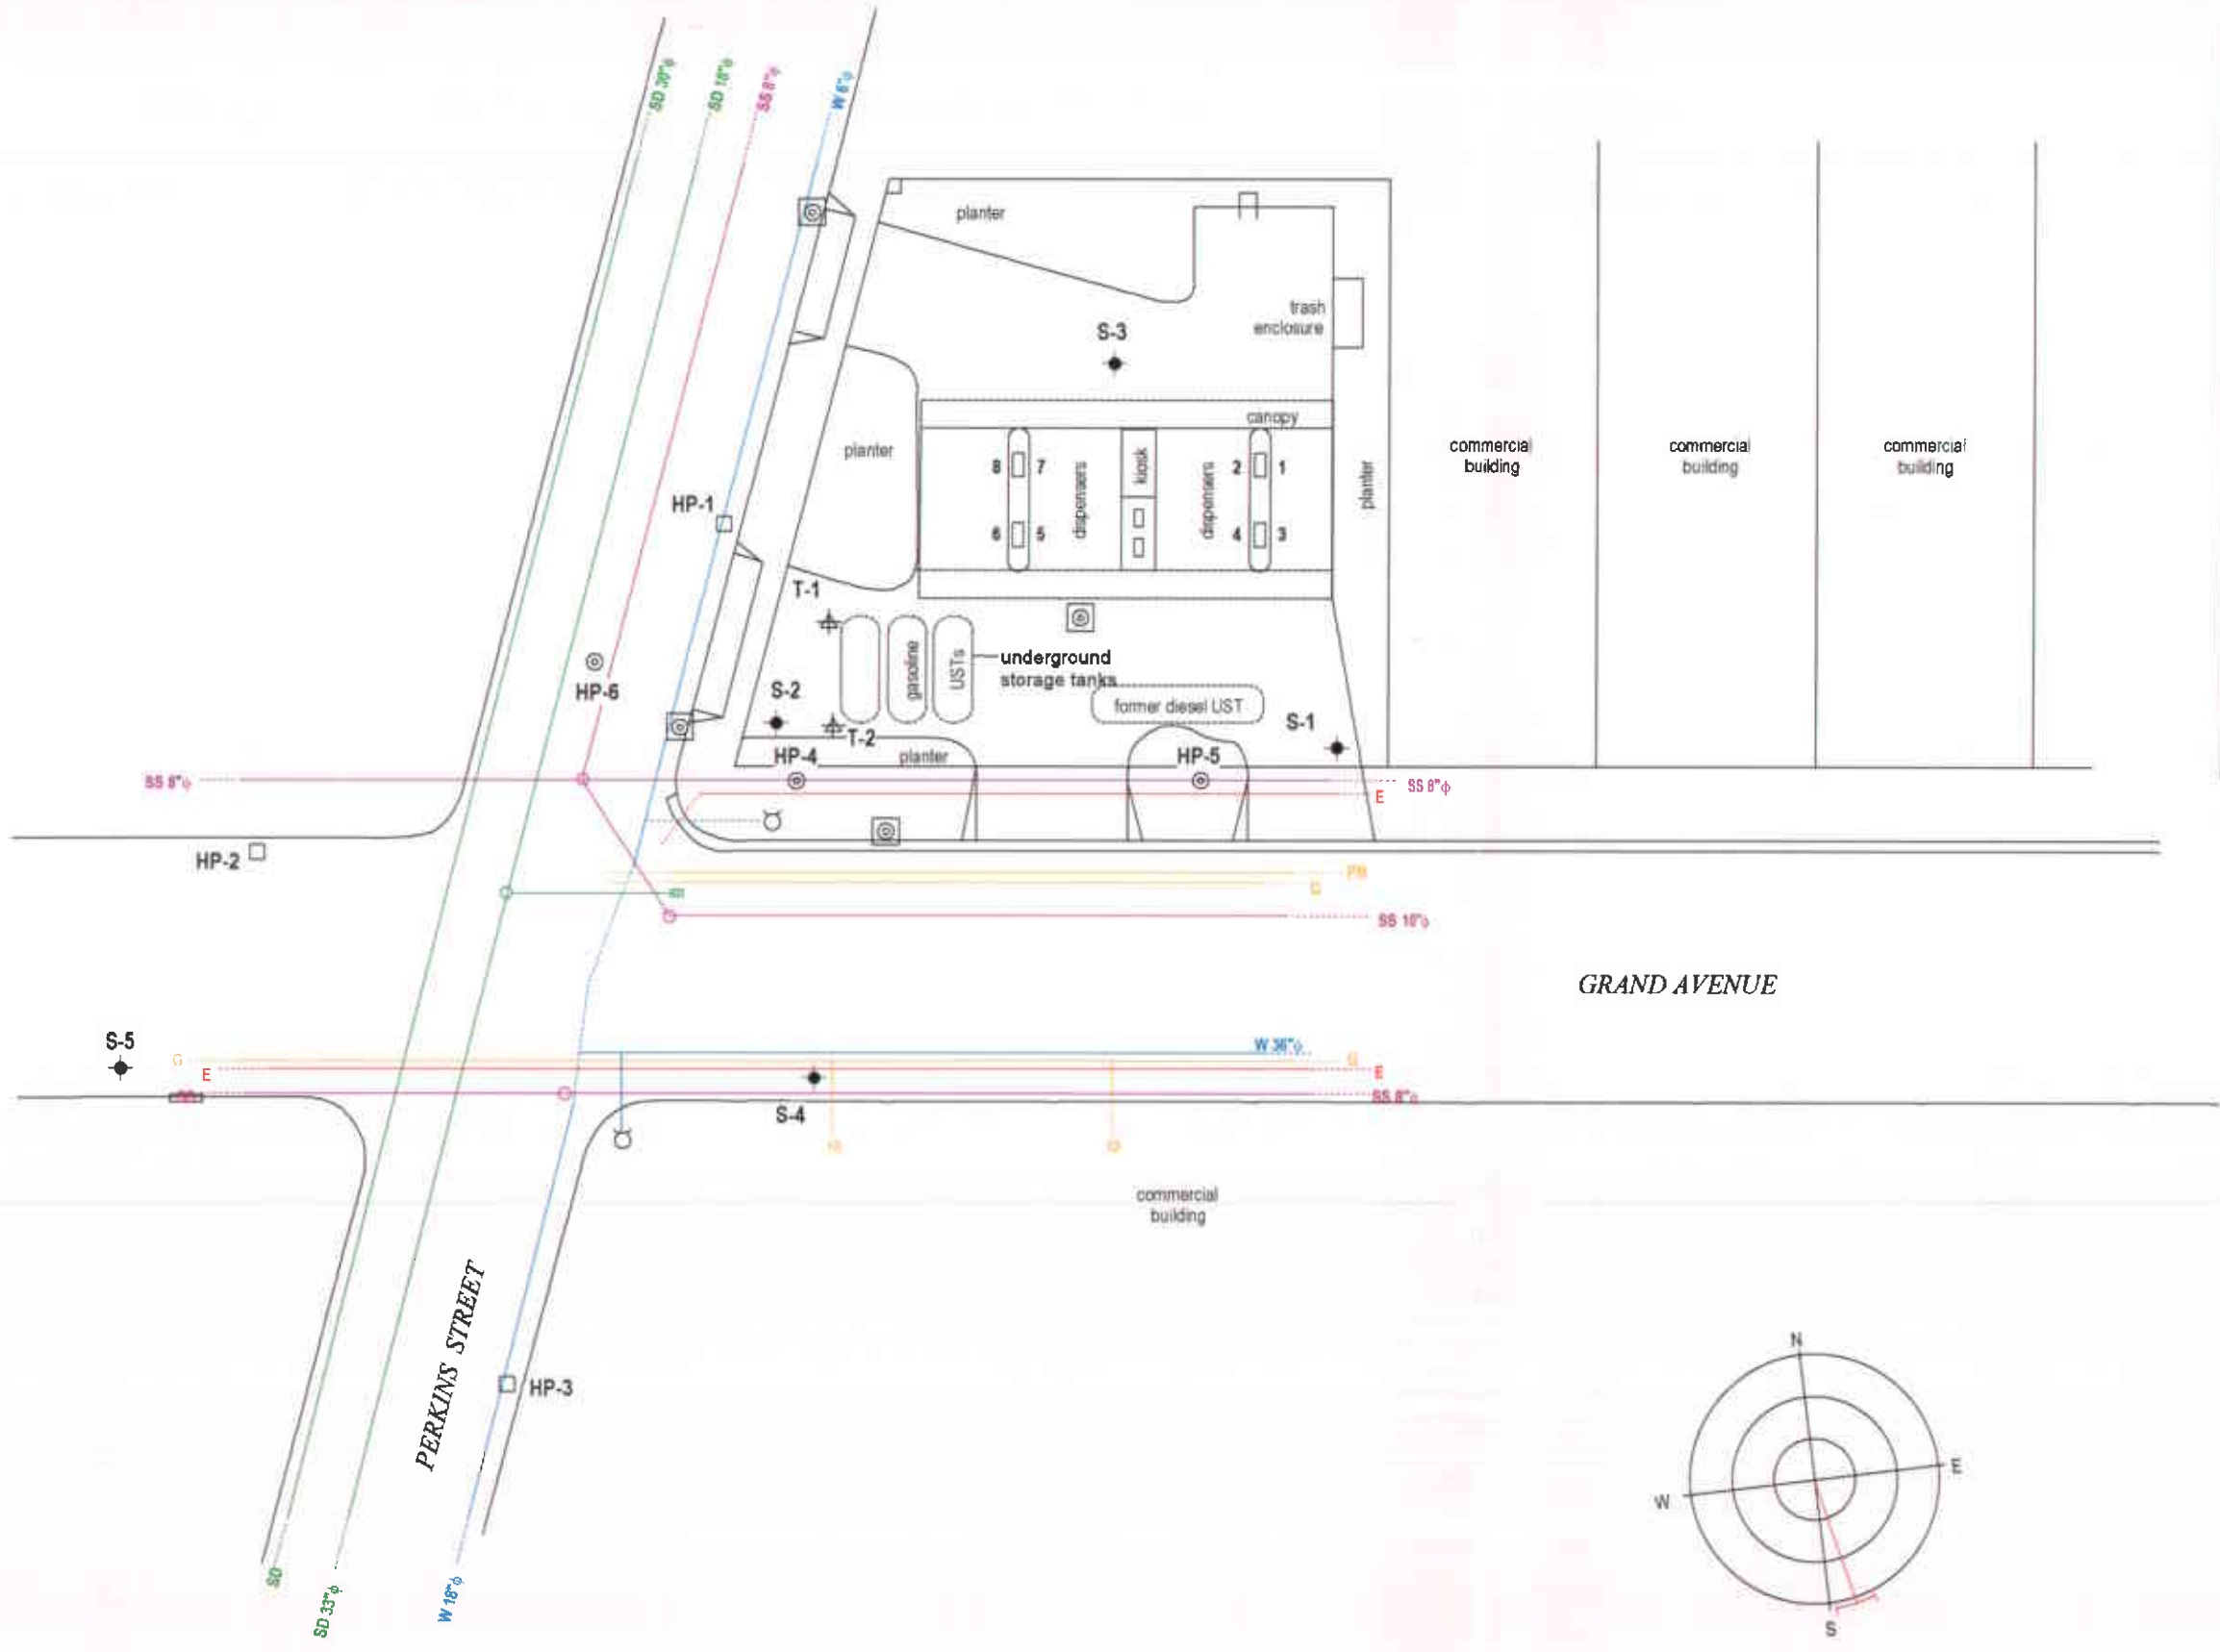 SD 30"φ
SD 18"φ
SS 8"φ
W 6"φ
planter
trash
enclosure
S-3
canopy
planter
8
7
dispensers
kiosk
dispensers
2
1
6
5
4
3
planter
commercial
building
commercial
building
commercial
building
HP-1
T-1
gasoline
USTs
underground
storage tanks
HP-6
S-2
former diesel UST
S-1
T-2
HP-4
planter
HP-5
SS 8"φ
SS 8"φ
E
HP-2
PB
G
SS 10"φ
GRAND AVENUE
S-5
G
E
W 36"φ
G
E
SS 8"φ
S-4
commercial
building
PERKINS STREET
HP-3
SD
SD 33"φ
W 18"φ
N
E
W
S